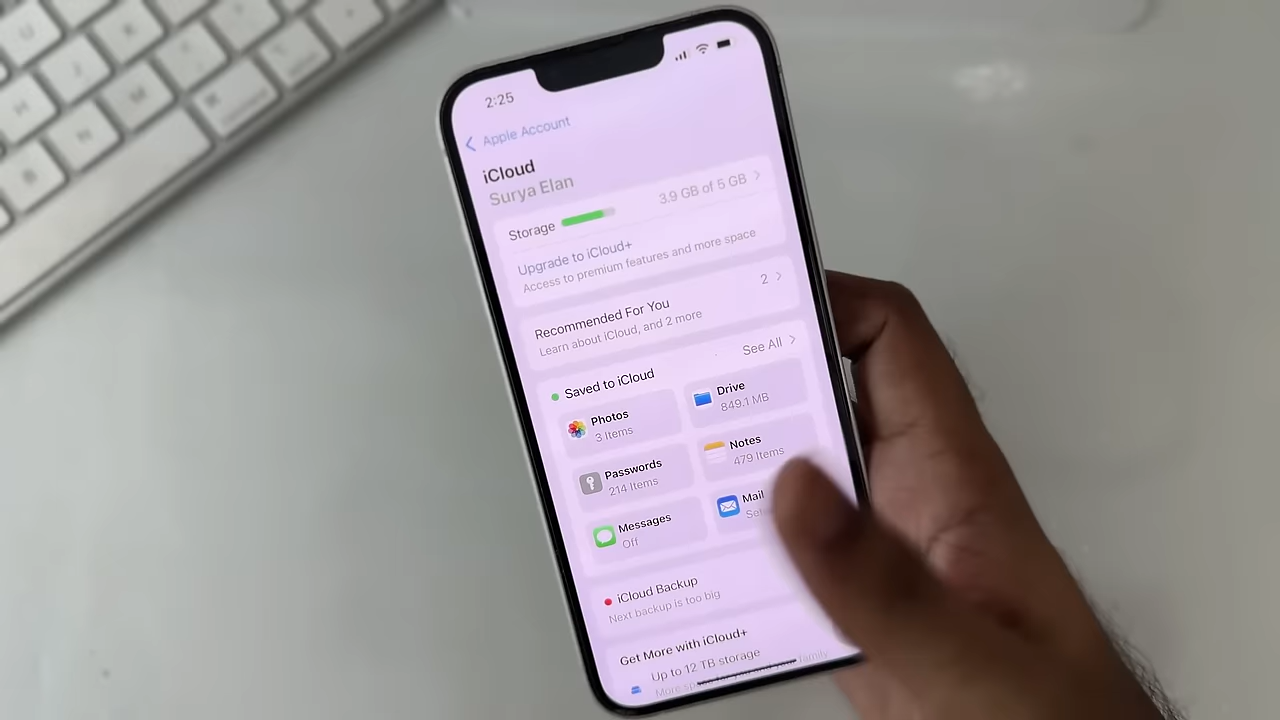 2:25
Apple Account
iCloud
Surya Elan
Storage 3.9 GB of 5 GB
Upgrade to iCloud+
Access to premium features and more space
Recommended For You 2
Learn about iCloud, and 2 more
Saved to iCloud See All
Photos
3 Items
Drive
849.1 MB
Passwords
214 Items
Notes
479 Items
Messages
Off
Mail
iCloud Backup
Next backup is too big
Get More with iCloud+
Up to 12 TB storage
More family
U
K
J
H
M
N
B
⌘